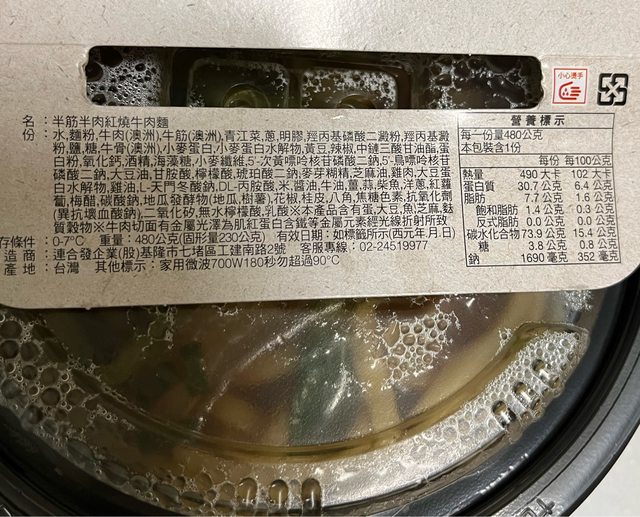 小心燙手
名：半筋半肉紅燒牛肉麵
份：水,麵粉,牛肉(澳洲),牛筋(澳洲),青江菜,蔥,明膠,羥丙基磷酸二澱粉,羥丙基澱
粉,鹽,糖,牛骨(澳洲),小麥蛋白,小麥蛋白水解物,黃豆,辣椒,中鏈三酸甘油酯,蛋
白粉,氧化鈣,酒精,海藻糖,小麥纖維,5'-次黃嘌呤核苷磷酸二鈉,5'-鳥嘌呤核苷
磷酸二鈉,大豆油,甘胺酸,檸檬酸,琥珀酸二鈉,麥芽糊精,芝麻油,雞肉,大豆蛋
白水解物,雞油,L-天門冬酸鈉,DL-丙胺酸,米,醬油,牛油,薑,蒜,柴魚,洋蔥,紅蘿
蔔,梅醋,碳酸鈉,地瓜發酵物(地瓜,樹薯),花椒,桂皮,八角,焦糖色素,抗氧化劑
(異抗壞血酸鈉),二氧化矽,無水檸檬酸,乳酸※本產品含有蛋,大豆,魚,芝麻,麩
質穀物※牛肉切面有金屬光澤為肌紅蛋白含鐵等金屬元素經光線折射所致
存條件：0-7°C 重量：480公克(固形量230公克) 有效日期：如標籤所示(西元年月日)
造商：連合發企業(股)基隆市七堵區工建南路2號 客服專線：02-24519977
產地：台灣 其他標示：家用微波700W180秒勿超過90°C
營養標示
每一份量480公克
本包裝含1份
每份 每100公克
熱量 490 大卡 102 大卡
蛋白質 30.7 公克 6.4 公克
脂肪 7.7 公克 1.6 公克
飽和脂肪 1.4 公克 0.3 公克
反式脂肪 0.0 公克 0.0 公克
碳水化合物 73.9公克 15.4 公克
糖 3.8 公克 0.8 公克
鈉 1690 毫克 352 毫克